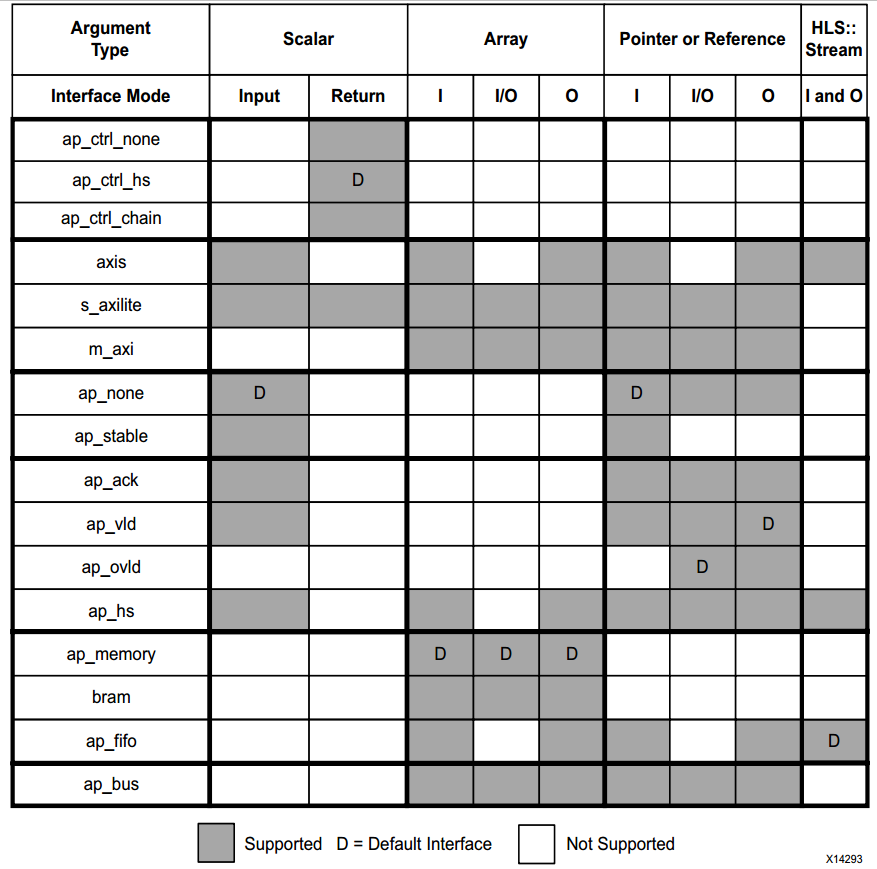 Argument Type Scalar Array Pointer or Reference HLS:: Stream
Interface Mode Input Return I I/O O I I/O O I and O
ap_ctrl_none
ap_ctrl_hs D
ap_ctrl_chain
axis
s_axilite
m_axi
ap_none D D
ap_stable
ap_ack
ap_vld D
ap_ovld D
ap_hs
ap_memory D D D
bram
ap_fifo D
ap_bus
Supported D = Default Interface Not Supported
X14293